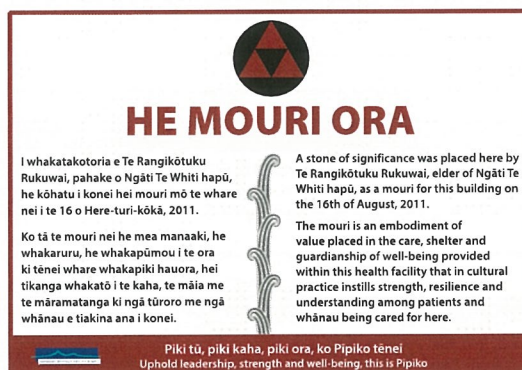 HE MOURI ORA
I whakatakotoria e Te Rangikōtuku
Rukuwai, pahake o Ngāti Te Whiti hapū,
he kōhatu i konei hei mouri mō te whare
nei i te 16 o Here-turi-kōkā, 2011.
Ko tā te mouri nei he mea manaaki, he
whakaruru, he whakapūmou i te ora
ki tēnei whare whakapiki hauora, hei
tikanga whakatō i te kaha, te māia me
te māramatanga ki ngā tūroro me ngā
whānau e tiakina ana i konei.
A stone of significance was placed here by
Te Rangikōtuku Rukuwai, elder of Ngāti Te
Whiti hapū, as a mouri for this building on
the 16th of August, 2011.
The mouri is an embodiment of
value placed in the care, shelter and
guardianship of well-being provided
within this health facility that in cultural
practice instills strength, resilience and
understanding among patients and
whānau being cared for here.
Piki tū, piki kaha, piki ora, ko Pipiko tēnei
Uphold leadership, strength and well-being, this is Pipiko